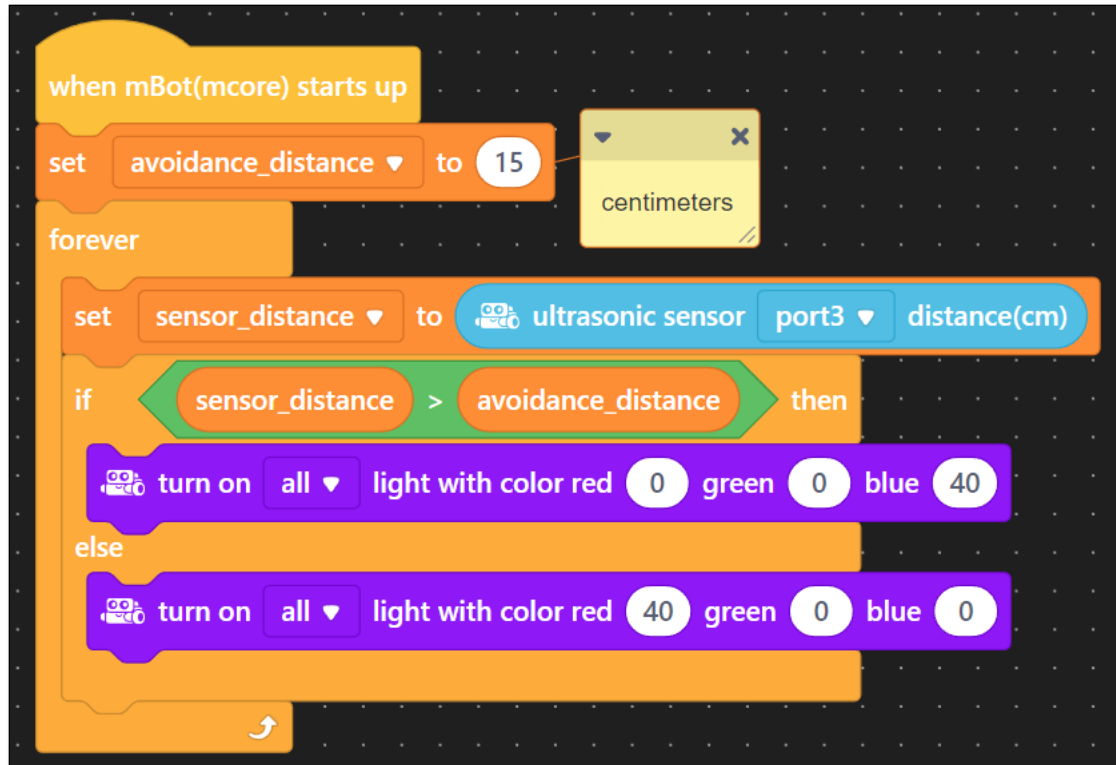 when mBot(mcore) starts up
set avoidance_distance to 15
centimeters
forever
set sensor_distance to ultrasonic sensor port3 distance(cm)
if sensor_distance > avoidance_distance then
turn on all light with color red 0 green 0 blue 40
else
turn on all light with color red 40 green 0 blue 0